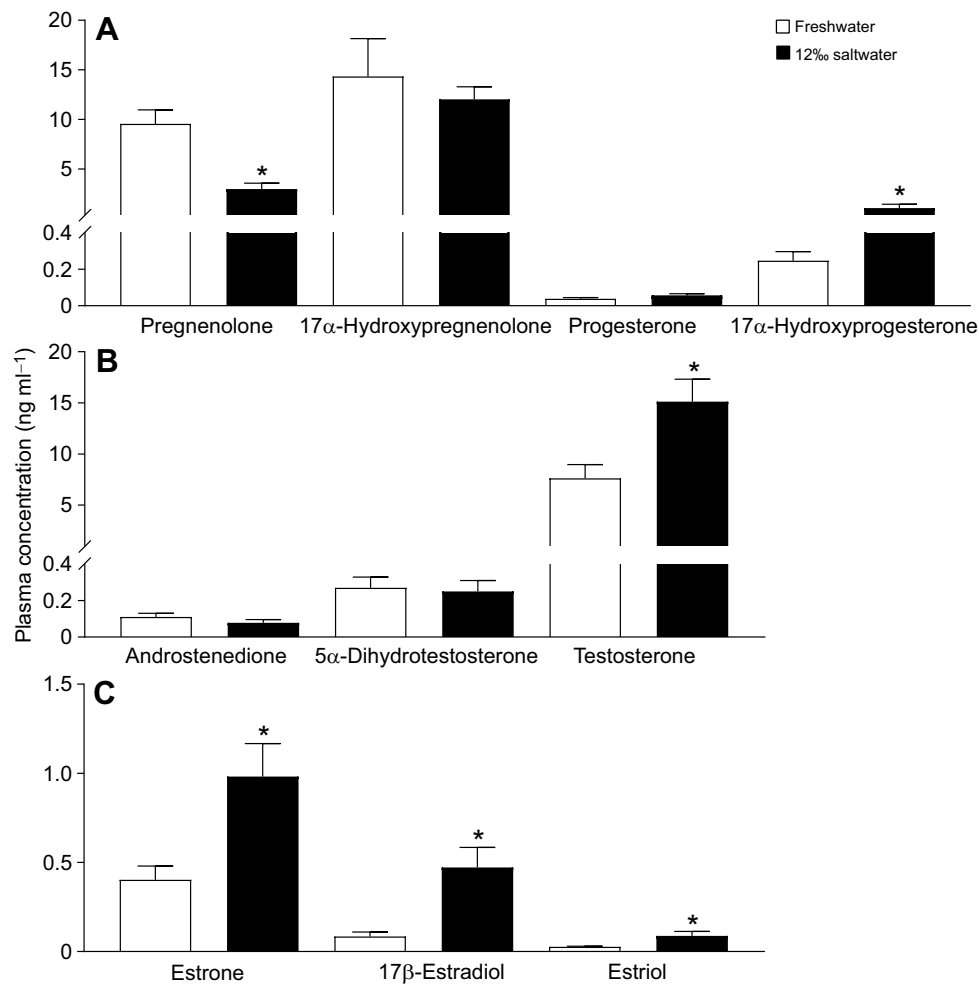 A
Freshwater
12‰ saltwater
20
15
10
5
0.4
0.2
0
*
*
Pregnenolone 17α-Hydroxypregnenolone Progesterone 17α-Hydroxyprogesterone
Plasma concentration (ng ml⁻¹)
B
20
15
10
5
0.4
0.2
0
*
Androstenedione 5α-Dihydrotestosterone Testosterone
C
1.5
1.0
0.5
0
*
*
*
Estrone 17β-Estradiol Estriol